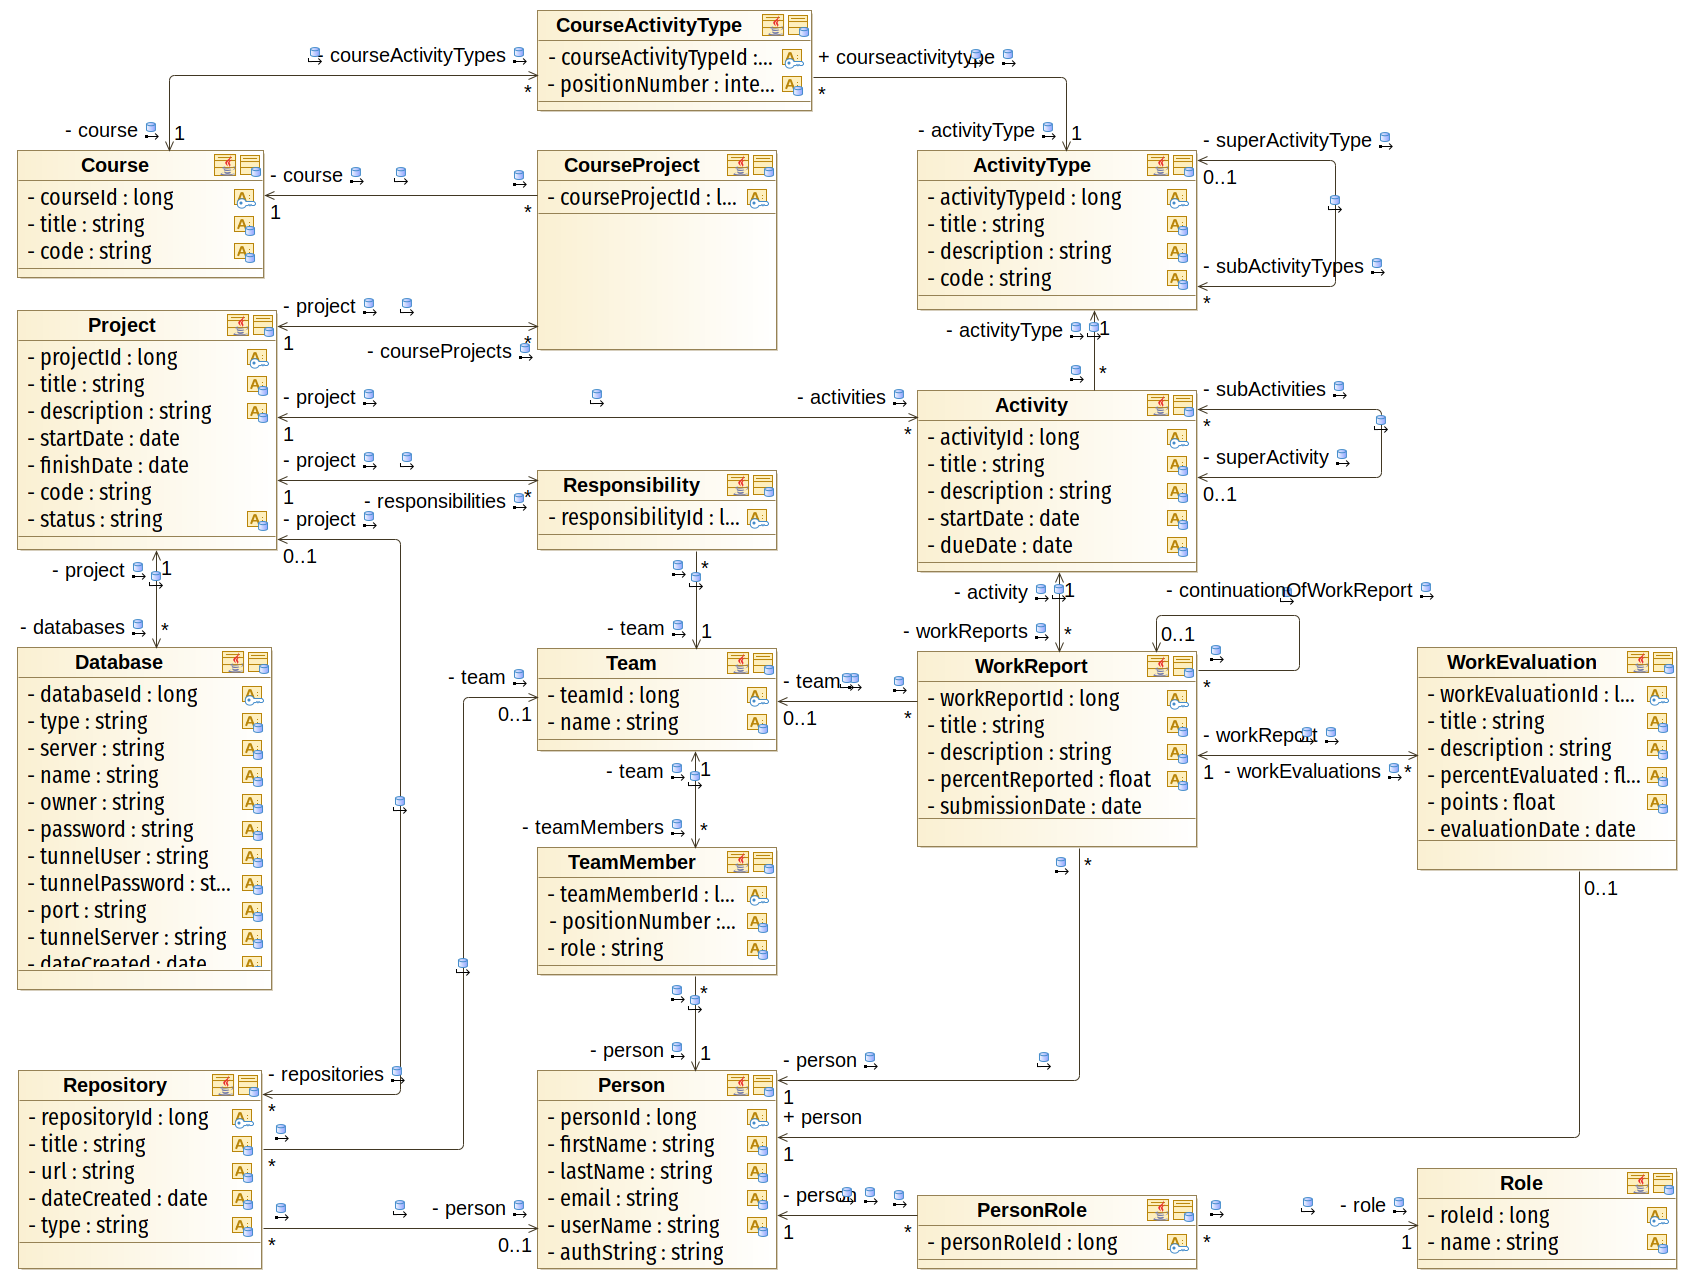 CourseActivityType
- courseActivityTypeId :...
- positionNumber : inte...
- courseActivityTypes
*
+ courseactivitytype
*
- course
1
- activityType
1
Course
- courseId : long
- title : string
- code : string
- course
1
*
CourseProject
- courseProjectId : l...
ActivityType
- activityTypeId : long
- title : string
- description : string
- code : string
- superActivityType
0..1
- subActivityTypes
*
- project
1
- courseProjects
*
- activityType
1
*
Project
- projectId : long
- title : string
- description : string
- startDate : date
- finishDate : date
- code : string
- status : string
- project
1
- activities
*
Activity
- activityId : long
- title : string
- description : string
- startDate : date
- dueDate : date
- subActivities
*
- superActivity
0..1
- project
1
- responsibilities
*
Responsibility
- responsibilityId : l...
- project
0..1
- project
1
- databases
*
*
- team
1
- activity
1
- workReports
*
- continuationOfWorkReport
0..1
*
Database
- databaseId : long
- type : string
- server : string
- name : string
- owner : string
- password : string
- tunnelUser : string
- tunnelPassword : st...
- port : string
- tunnelServer : string
- dateCreated : date
- team
0..1
Team
- teamId : long
- name : string
- team
0..1
*
WorkReport
- workReportId : long
- title : string
- description : string
- percentReported : float
- submissionDate : date
- workReport
1
- workEvaluations
*
WorkEvaluation
- workEvaluationId : l...
- title : string
- description : string
- percentEvaluated : fl...
- points : float
- evaluationDate : date
- team
1
- teamMembers
*
TeamMember
- teamMemberId : l...
- positionNumber :...
- role : string
*
0..1
*
- person
1
- person
1
+ person
1
- repositories
*
*
Repository
- repositoryId : long
- title : string
- url : string
- dateCreated : date
- type : string
- person
*
0..1
Person
- personId : long
- firstName : string
- lastName : string
- email : string
- userName : string
- authString : string
- person
1
*
PersonRole
- personRoleId : long
*
- role
1
Role
- roleId : long
- name : string